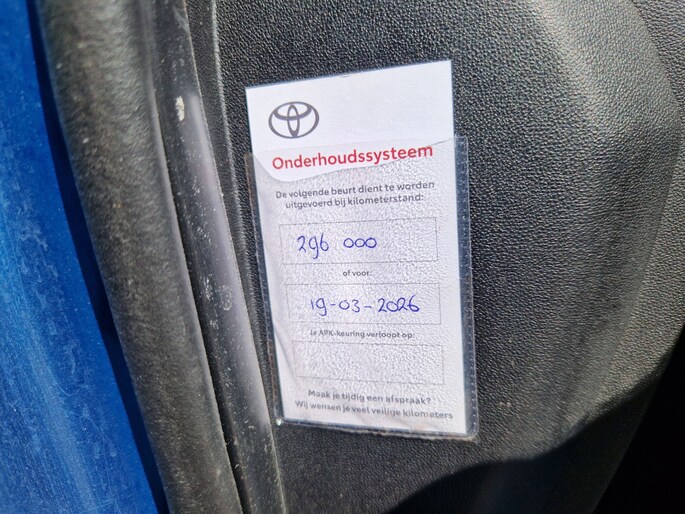 Onderhoudssysteem
De volgende beurt dient te worden
uitgevoerd bij kilometerstand:
296 000
of voor:
19-03-2026
Je APK-keuring verloopt op:
Maak je tijdig een afspraak?
Wij wensen je veel veilige kilometers